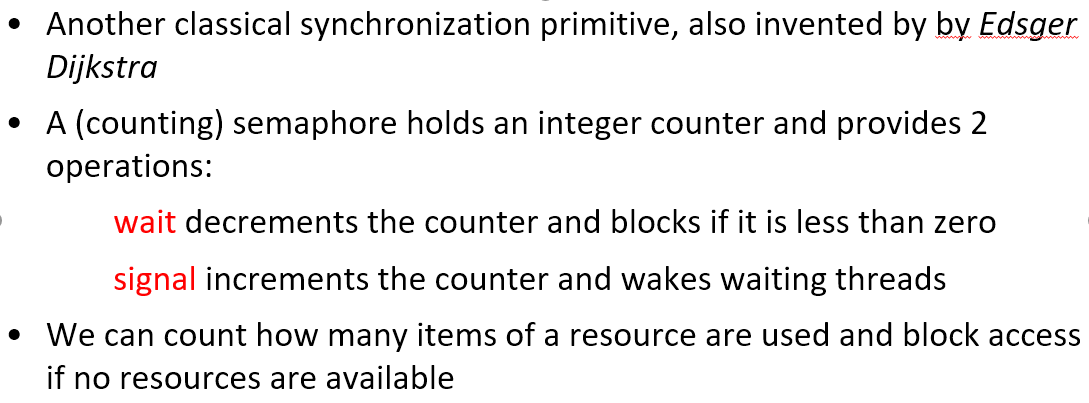 • Another classical synchronization primitive, also invented by by Edsger
Dijkstra
• A (counting) semaphore holds an integer counter and provides 2
operations:
wait decrements the counter and blocks if it is less than zero
signal increments the counter and wakes waiting threads
• We can count how many items of a resource are used and block access
if no resources are available